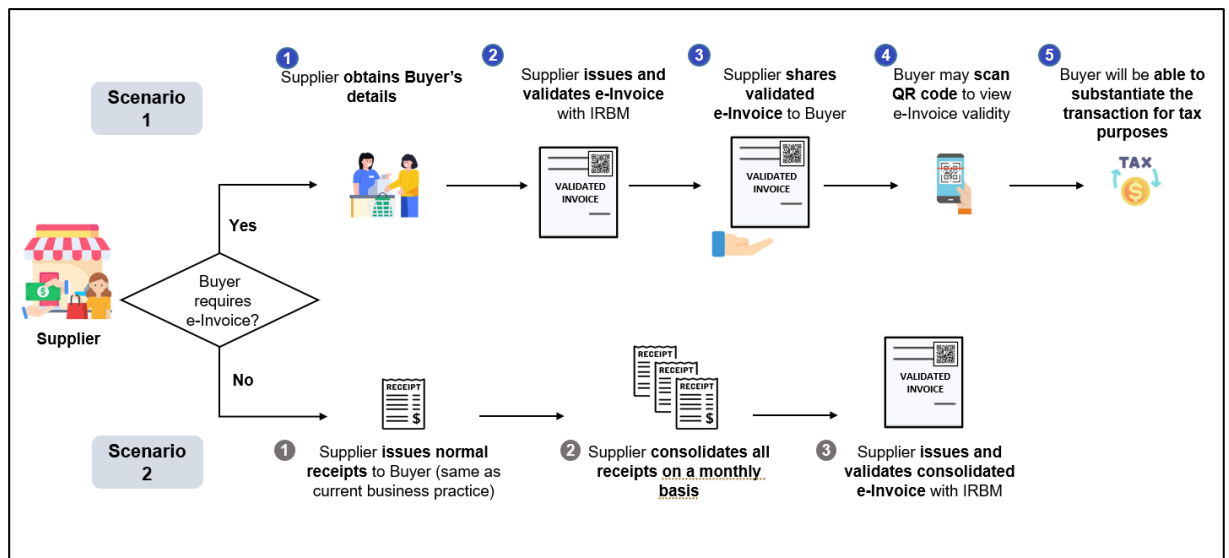 Scenario
1
1
Supplier obtains Buyer's
details
2
Supplier issues and
validates e-Invoice
with IRBM
3
Supplier shares
validated
e-Invoice to Buyer
4
Buyer may scan
QR code to view
e-Invoice validity
5
Buyer will be able to
substantiate the
transaction for tax
purposes
VALIDATED
INVOICE
VALIDATED
INVOICE
TAX
$
Yes
Buyer
requires
e-Invoice?
$
Supplier
No
RECEIPT
$
RECEIPT
RECEIPT
RECEIPT
$
VALIDATED
INVOICE
Scenario
2
1
Supplier issues normal
receipts to Buyer (same as
current business practice)
2
Supplier consolidates all
receipts on a monthly
basis
3
Supplier issues and
validates consolidated
e-Invoice with IRBM